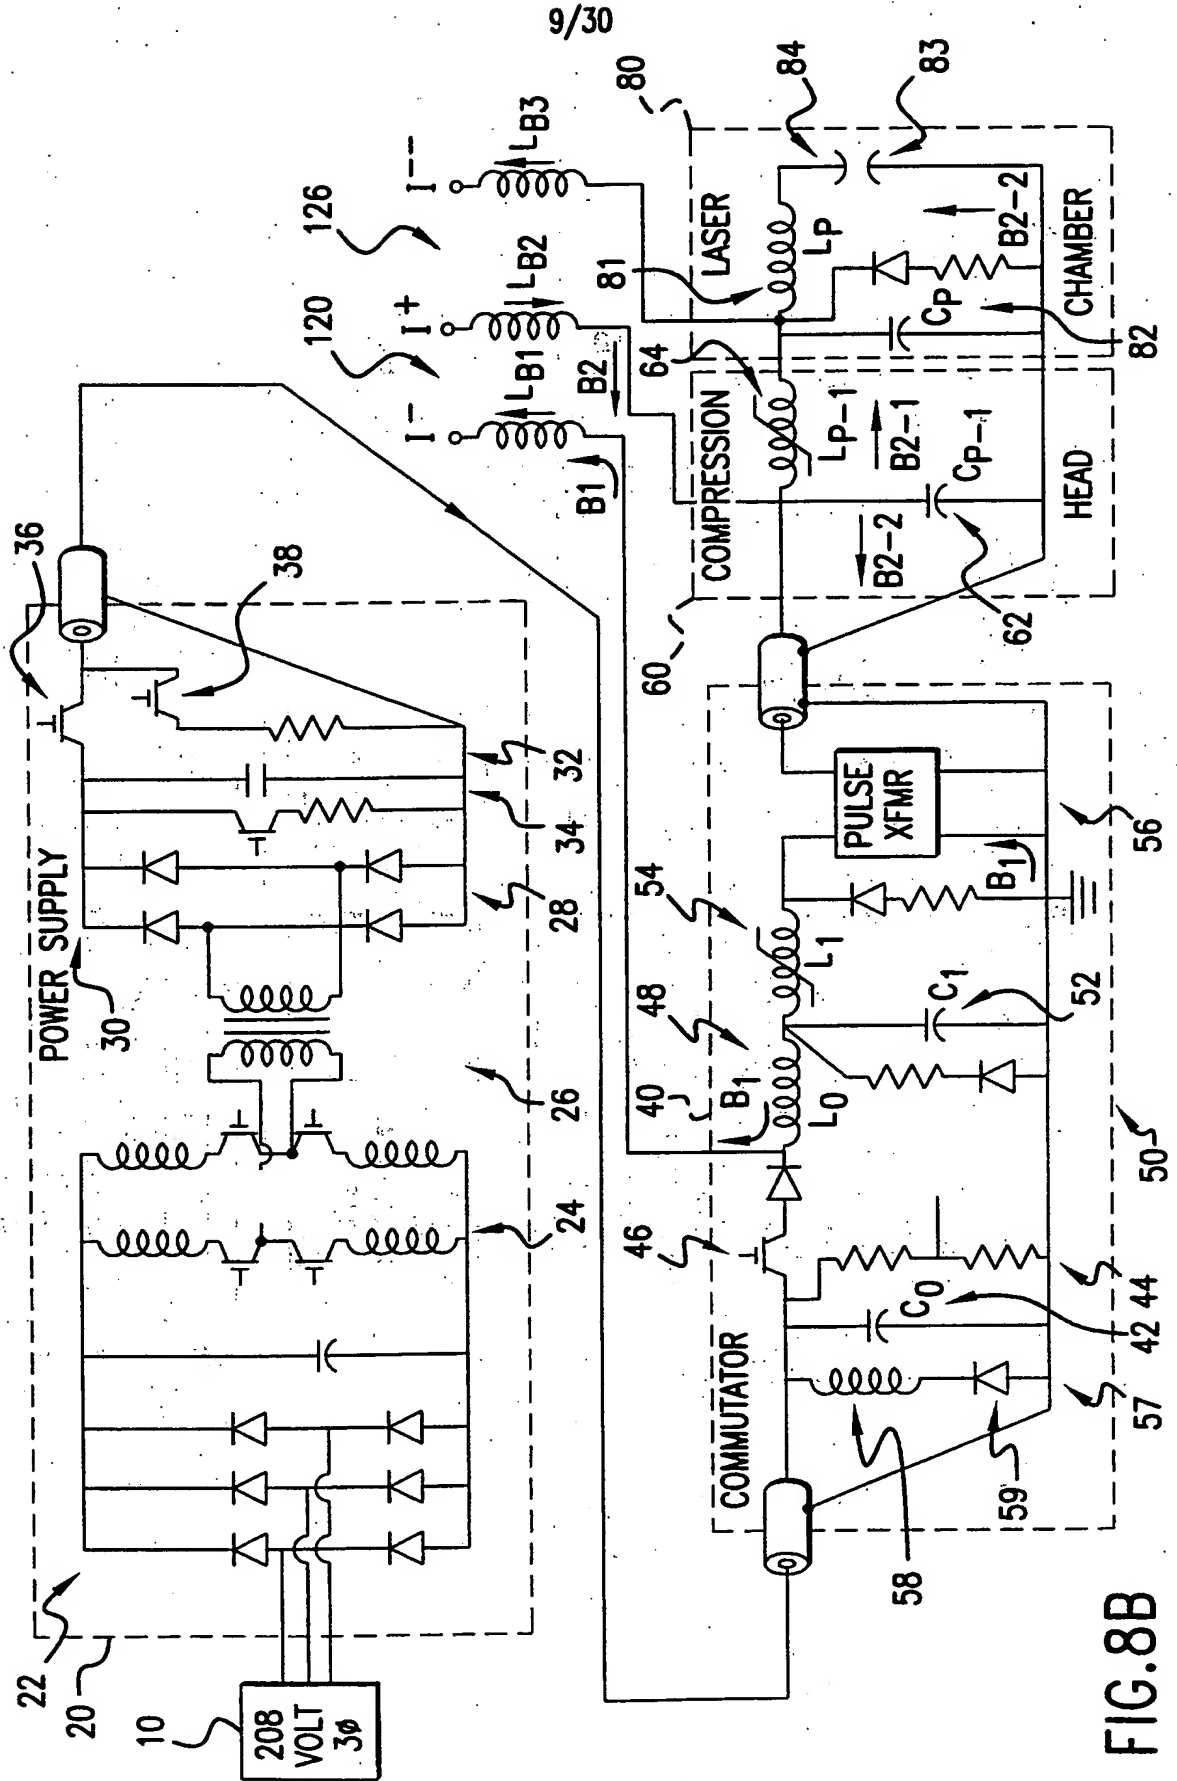 9/30
POWER SUPPLY
22
20
10
208
VOLT
3ø
24
26
30
28
34
32
36
38
120
126
I-
I+
I--
LB1
LB2
LB3
B1
B2
COMMUTATOR
40
46
48
54
B1
L0
L1
C0
C1
PULSE
XFMR
B1
58
59
57
42
44
50
52
56
60
COMPRESSION
HEAD
64
LP-1
B2-1
B2-2
CP-1
62
80
LASER
CHAMBER
81
LP
CP
B2-2
82
84
83
FIG.8B